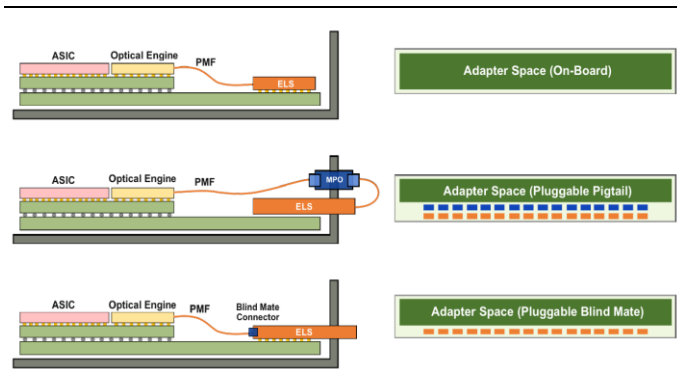 ASIC Optical Engine PMF
ELS
Adapter Space (On-Board)
MPO
ASIC Optical Engine PMF
ELS
Adapter Space (Pluggable Pigtail)
ASIC Optical Engine PMF Blind Mate
Connector
ELS
Adapter Space (Pluggable Blind Mate)